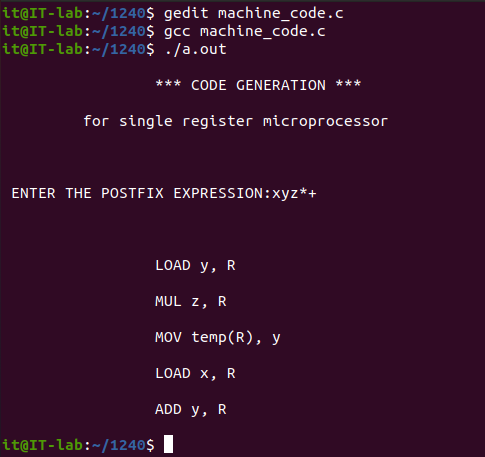 it@IT-lab:~/1240$ gedit machine_code.c
it@IT-lab:~/1240$ gcc machine_code.c
it@IT-lab:~/1240$ ./a.out
*** CODE GENERATION ***
for single register microprocessor
ENTER THE POSTFIX EXPRESSION:xyz*+
LOAD y, R
MUL z, R
MOV temp(R), y
LOAD x, R
ADD y, R
it@IT-lab:~/1240$